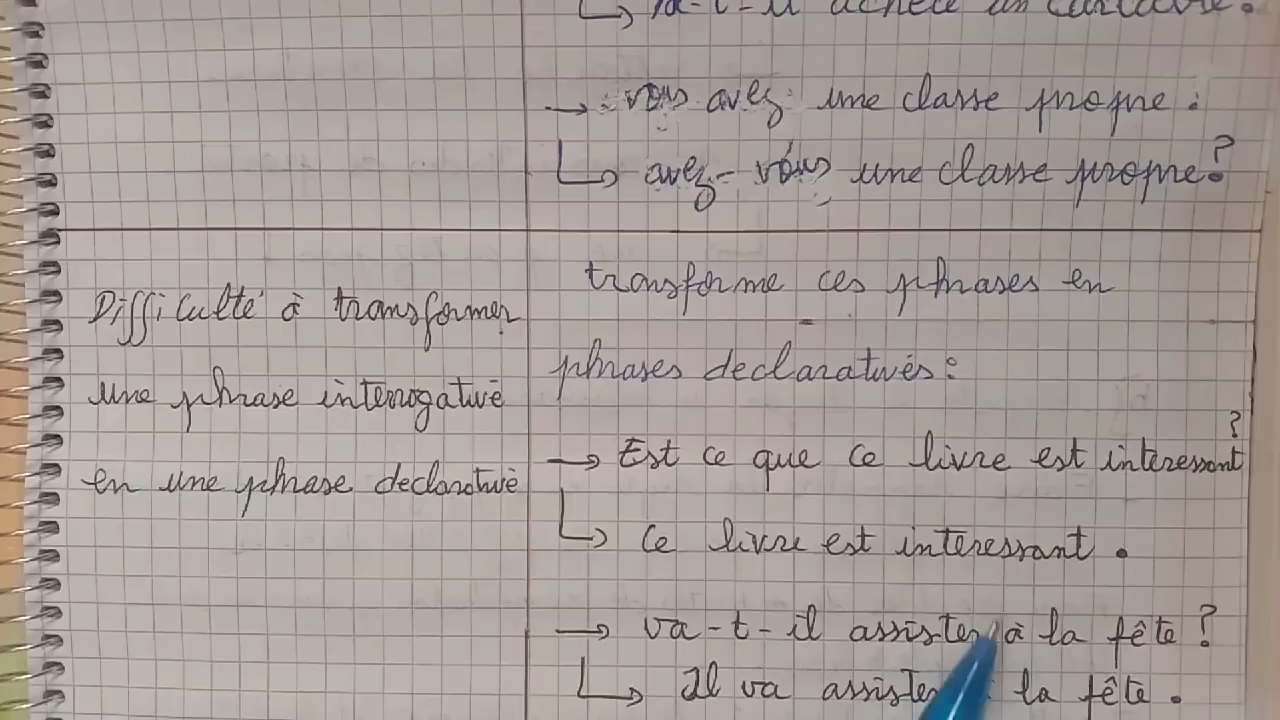 achète un
→ vous avez une classe propre.
↳ avez-vous une classe propre?
Difficulté à transformer
une phrase interrogative
en une phrase declarative
transforme ces phrases en
phrases declaratives:
→ Est ce que ce livre est interessant?
↳ Ce livre est interessant.
→ va-t-il assister à la fête?
↳ Il va assister la fête.